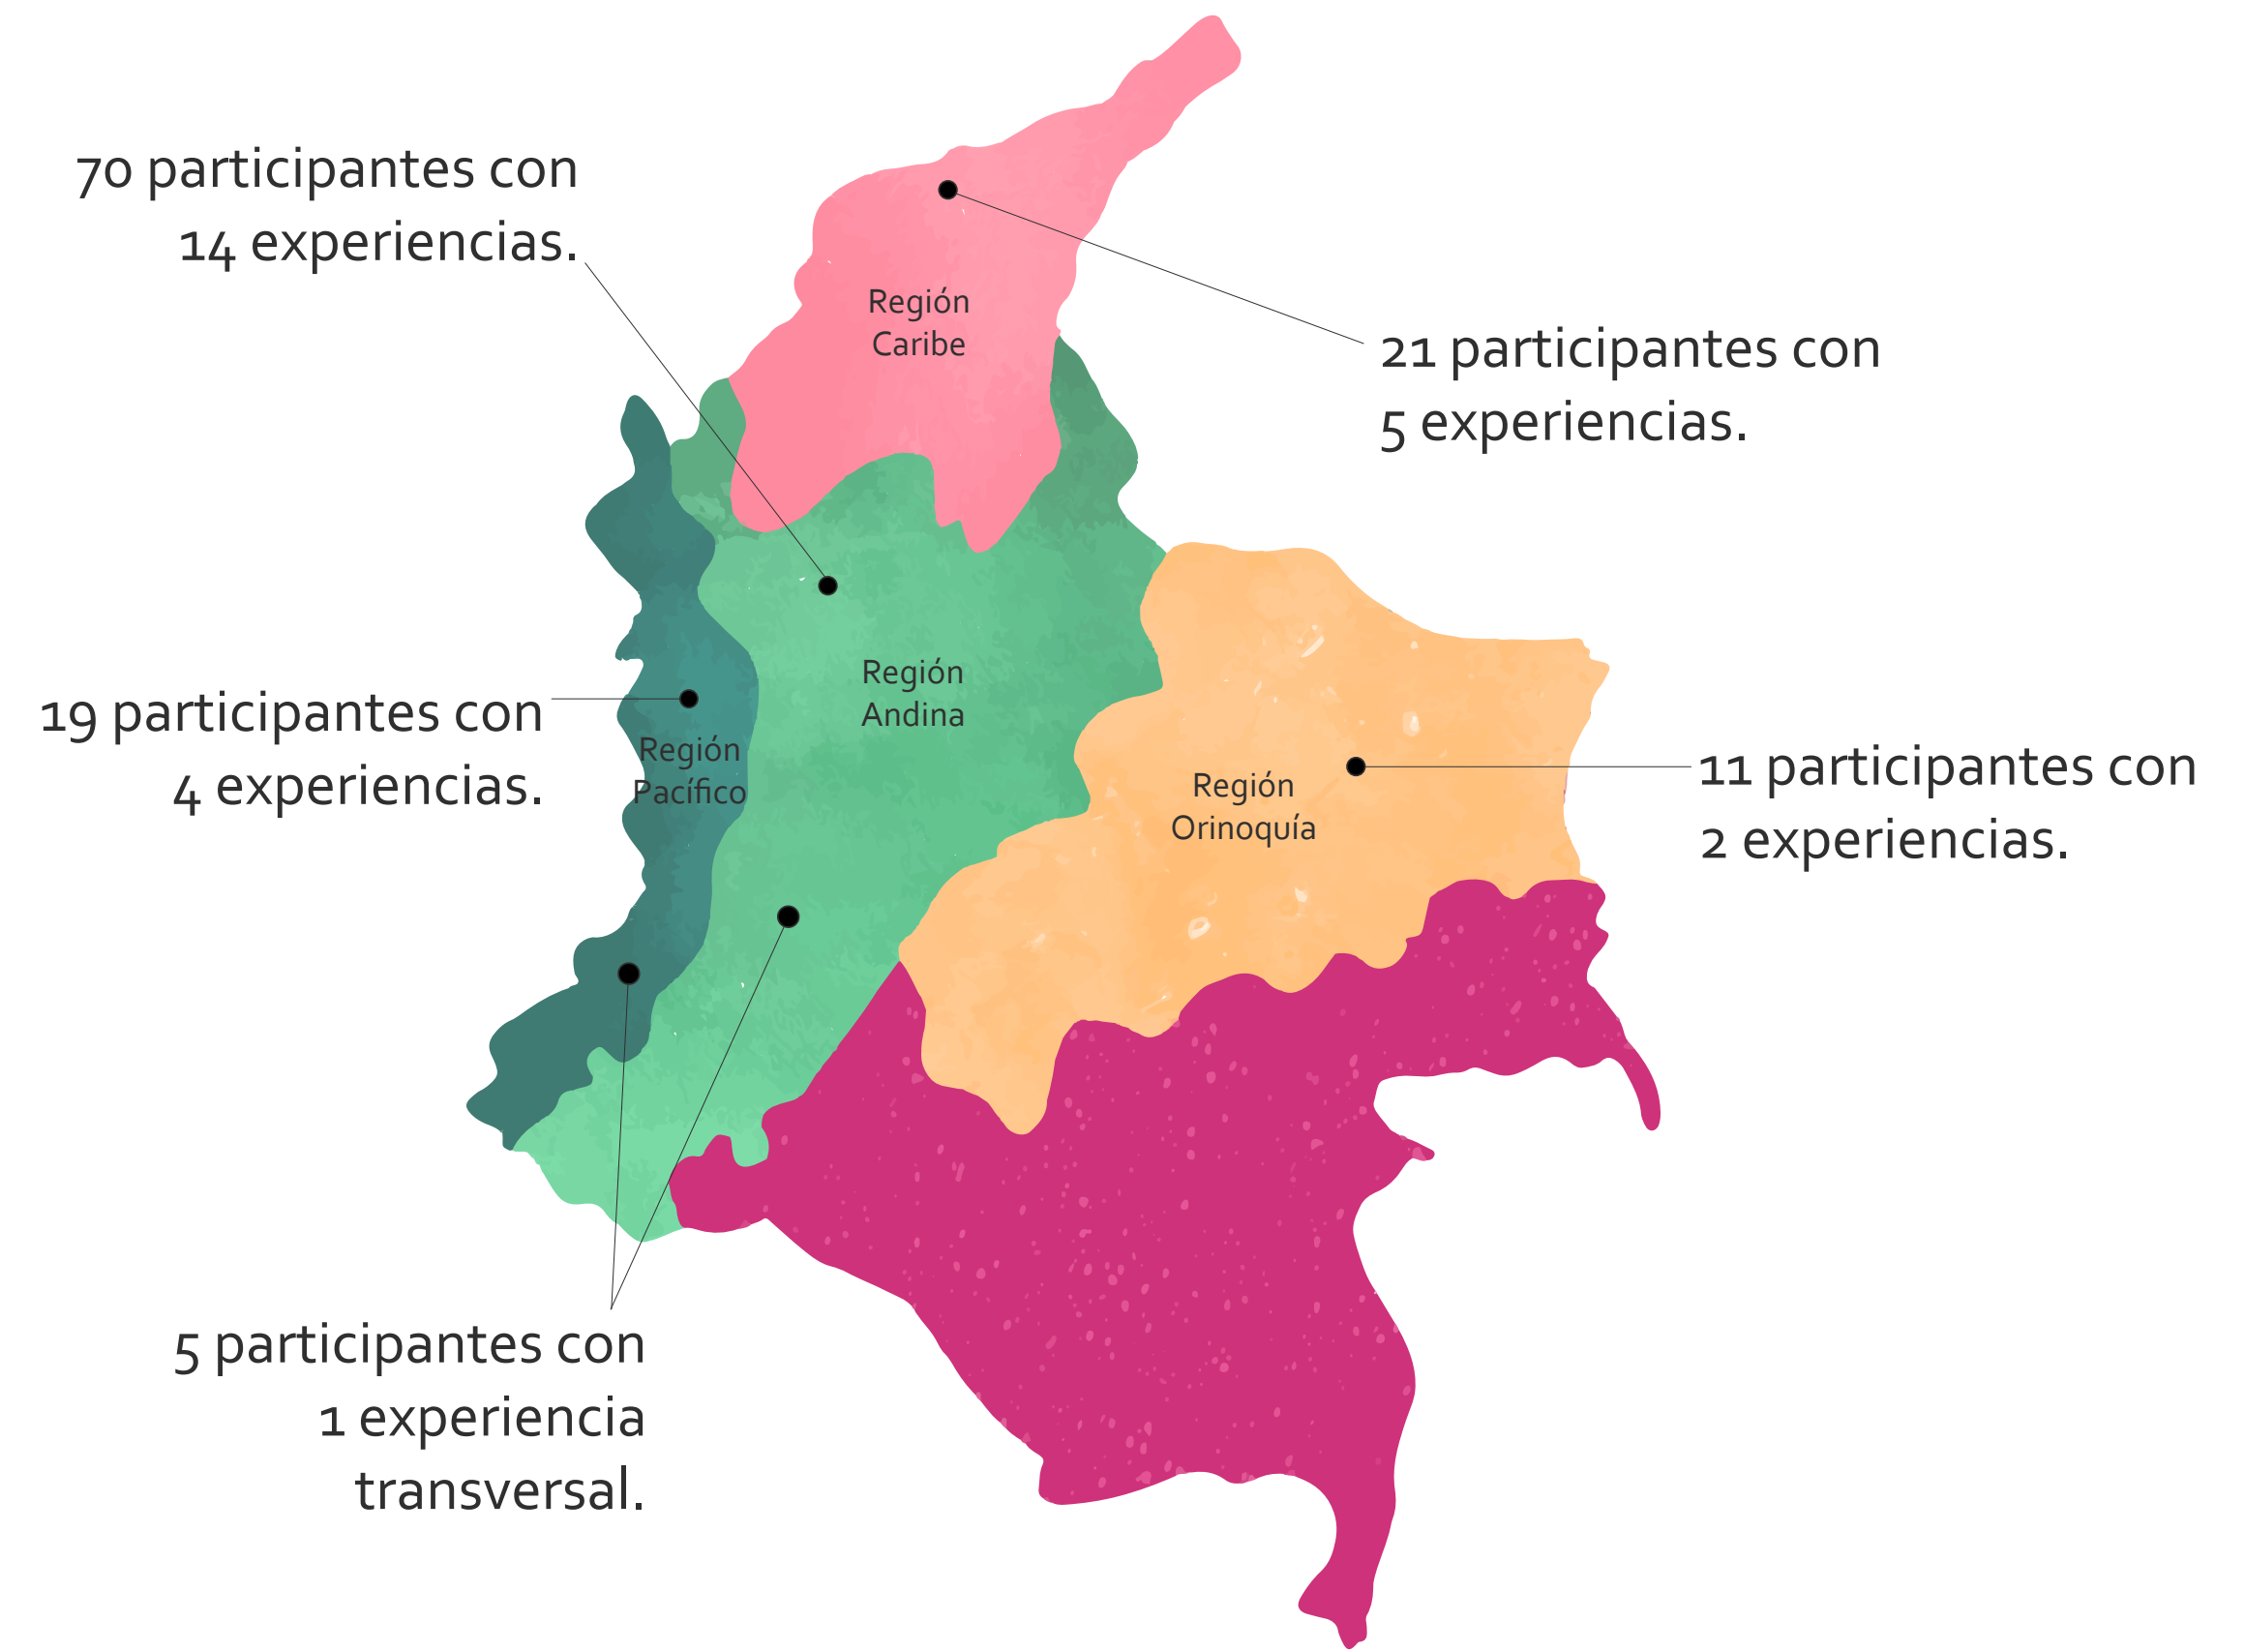 70 participantes con
14 experiencias.
Región
Caribe
21 participantes con
5 experiencias.
Región
Andina
19 participantes con
4 experiencias.
Región
Pacífico
Región
Orinoquía
11 participantes con
2 experiencias.
5 participantes con
1 experiencia
transversal.